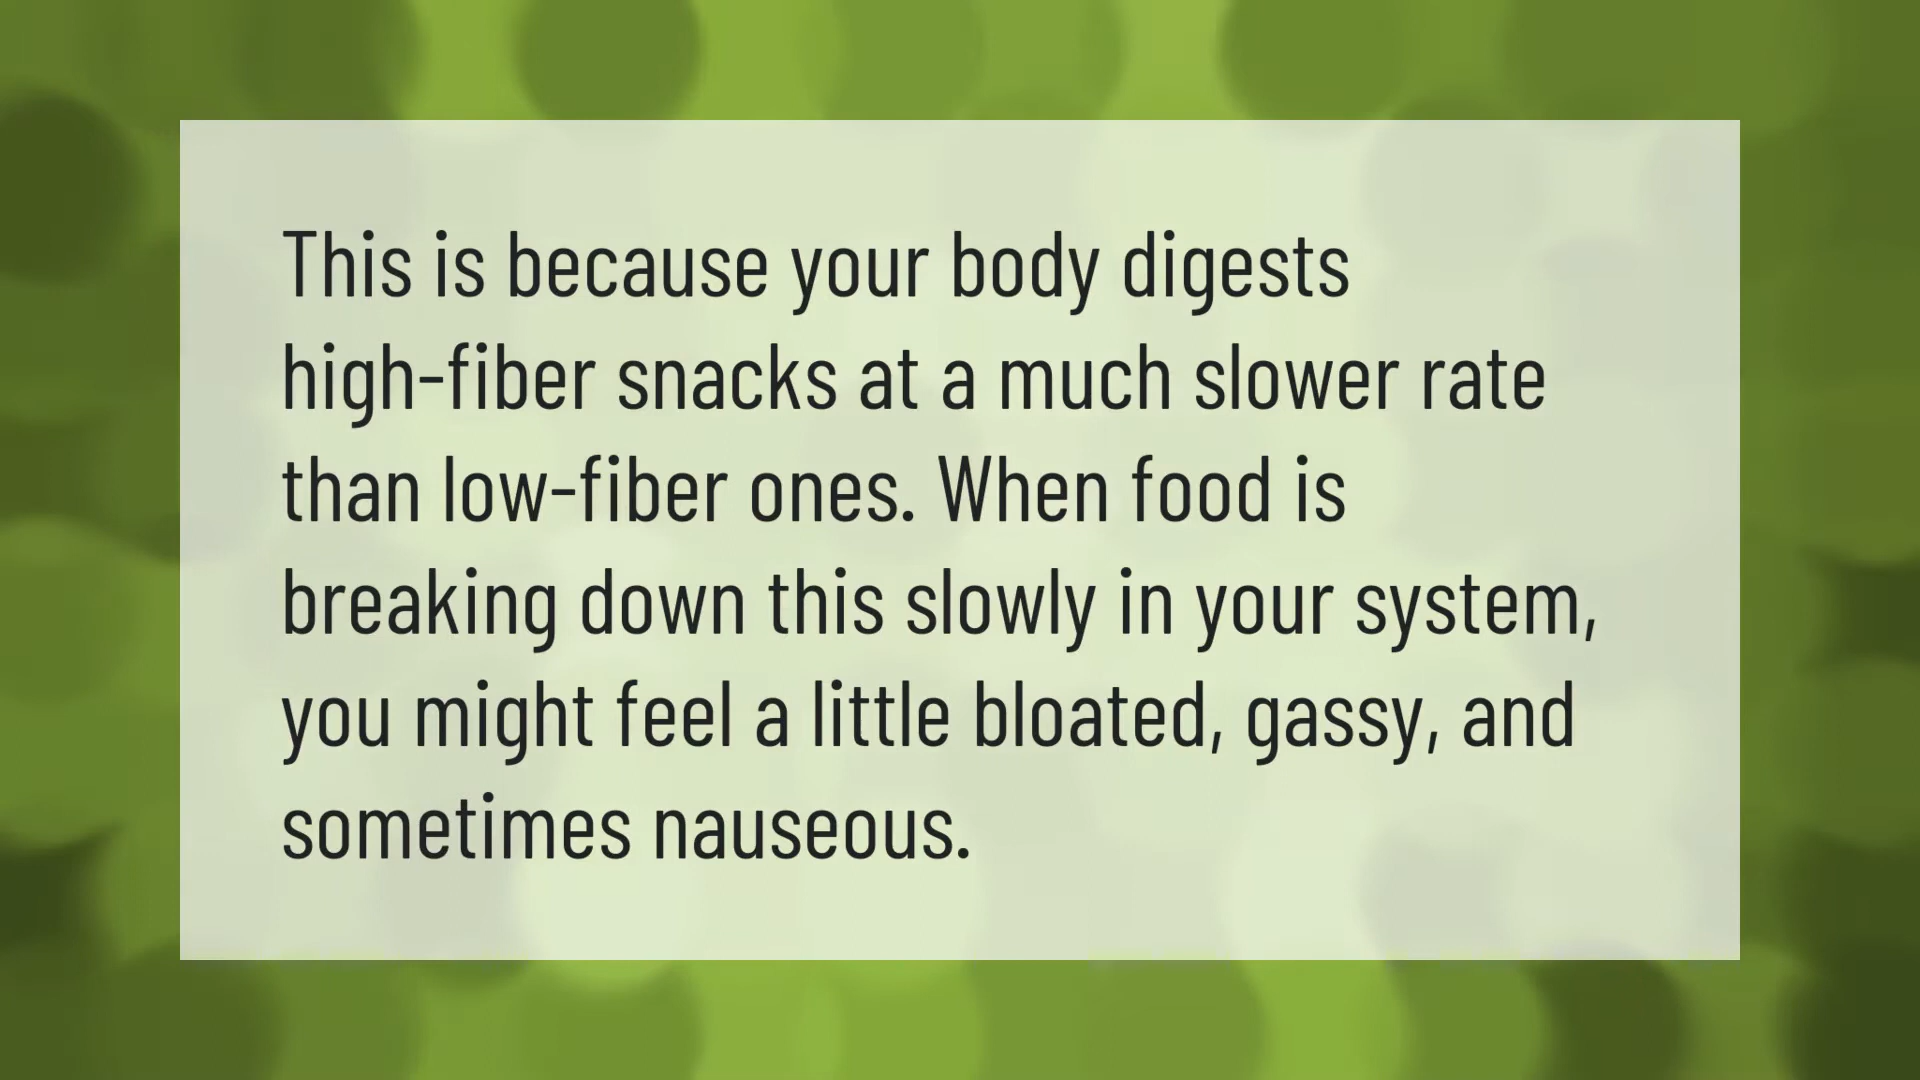 This is because your body digests
high-fiber snacks at a much slower rate
than low-fiber ones. When food is
breaking down this slowly in your system,
you might feel a little bloated, gassy, and
sometimes nauseous.